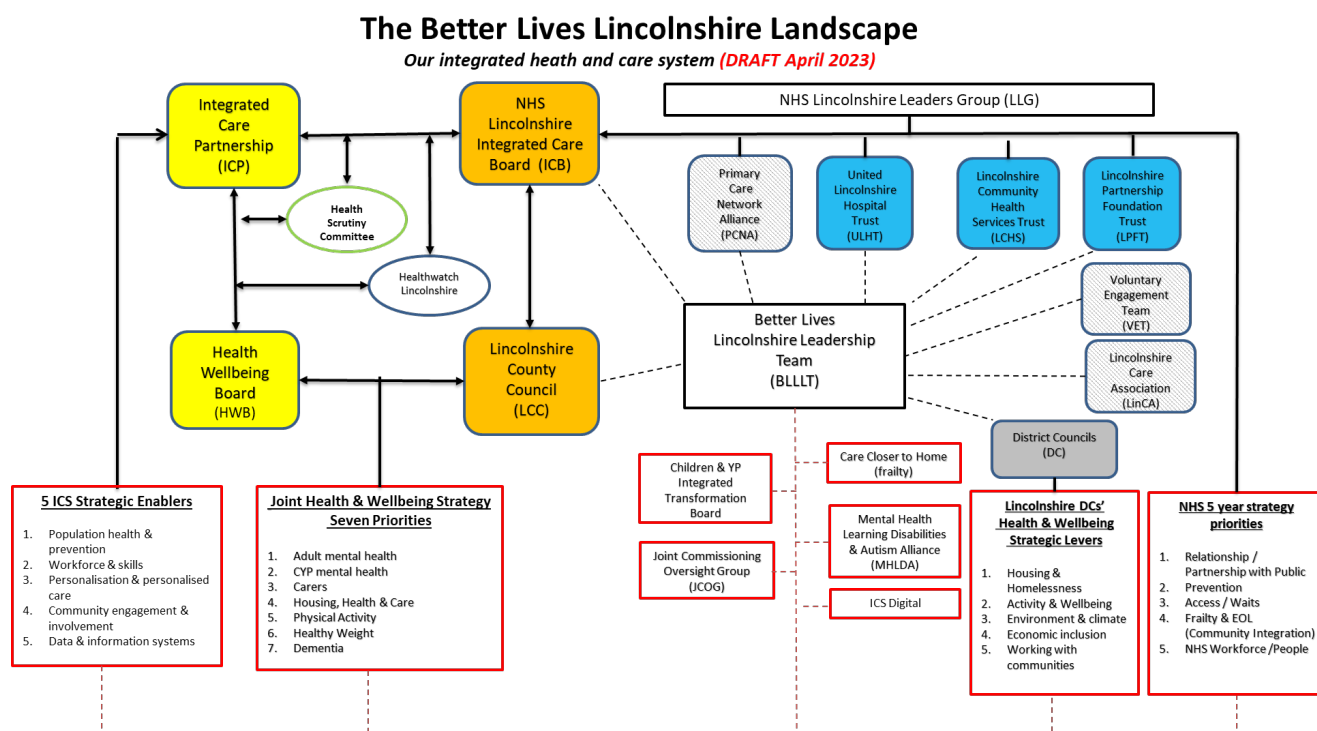 The Better Lives Lincolnshire Landscape
Our integrated heath and care system (DRAFT April 2023)
Integrated
Care
Partnership
(ICP)
NHS
Lincolnshire
Integrated Care
Board (ICB)
NHS Lincolnshire Leaders Group (LLG)
Primary
Care
Network
Alliance
(PCNA)
United
Lincolnshire
Hospital
Trust
(ULHT)
Lincolnshire
Community
Health
Services Trust
(LCHS)
Lincolnshire
Partnership
Foundation
Trust
(LPFT)
Health
Scrutiny
Committee
Healthwatch
Lincolnshire
Voluntary
Engagement
Team
(VET)
Better Lives
Lincolnshire Leadership
Team
(BLLLT)
Health
Wellbeing
Board
(HWB)
Lincolnshire
County
Council
(LCC)
Lincolnshire
Care
Association
(LinCA)
District Councils
(DC)
Children & YP
Integrated
Transformation
Board
Care Closer to Home
(frailty)
Joint Commissioning
Oversight Group
(JCOG)
Mental Health
Learning Disabilities
& Autism Alliance
(MHLDA)
ICS Digital
5 ICS Strategic Enablers
1. Population health &
prevention
2. Workforce & skills
3. Personalisation & personalised
care
4. Community engagement &
involvement
5. Data & information systems
Joint Health & Wellbeing Strategy
Seven Priorities
1. Adult mental health
2. CYP mental health
3. Carers
4. Housing, Health & Care
5. Physical Activity
6. Healthy Weight
7. Dementia
Lincolnshire DCs'
Health & Wellbeing
Strategic Levers
1. Housing &
Homelessness
2. Activity & Wellbeing
3. Environment & climate
4. Economic inclusion
5. Working with
communities
NHS 5 year strategy
priorities
1. Relationship /
Partnership with Public
2. Prevention
3. Access / Waits
4. Frailty & EOL
(Community Integration)
5. NHS Workforce /People